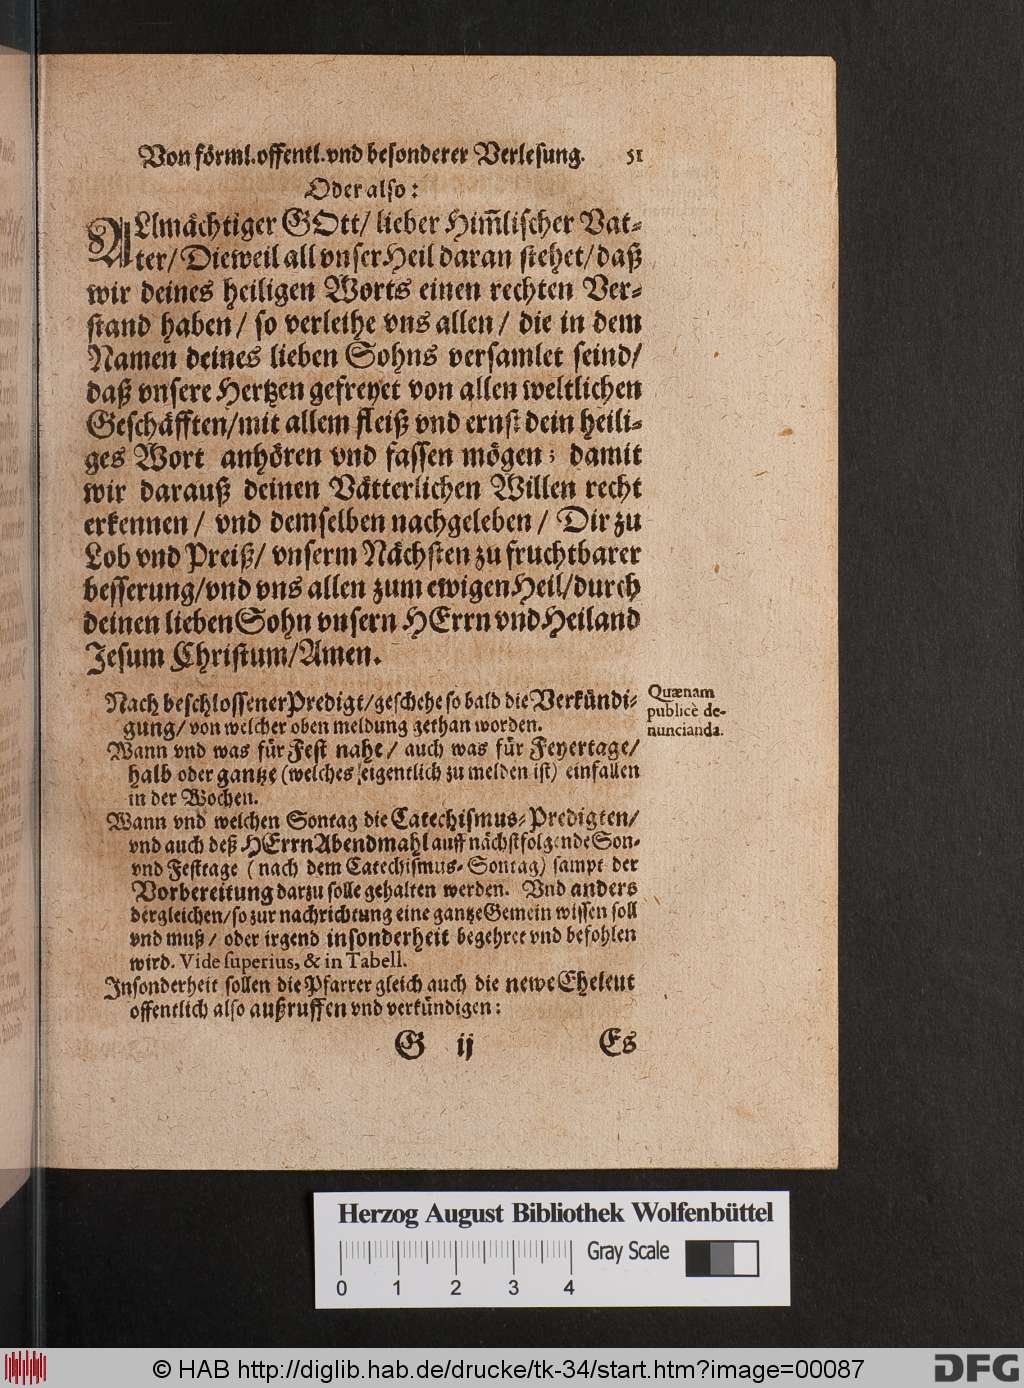 Von förml. offentl. vnd besonderer Verlesung. 51
Oder also:
ALlmächtiger GOtt/ lieber Him̃lischer Vat-
ter/ Dieweil all vnser Heil daran stehet/ daß
wir deines heiligen Worts einen rechten Ver-
stand haben/ so verleihe vns allen/ die in dem
Namen deines lieben Sohns versamlet seind/
daß vnsere Hertzen gefreyet von allen weltlichen
Geschäfften/ mit allem fleiß vnd ernst dein heili-
ges Wort anhören vnd fassen mögen; damit
wir darauß deinen Vätterlichen Willen recht
erkennen/ vnd demselben nachgeleben/ Dir zu
Lob vnd Preiß/ vnserm Nächsten zu fruchtbarer
besserung/ vnd vns allen zum ewigen Heil/ durch
deinen lieben Sohn vnsern HErrn vnd Heiland
Jesum Christum/ Amen.
Nach beschlossener Predigt/ geschehe so bald die Verkündi-
gung/ von welcher oben meldung gethan worden.
Quænam
publicè de-
nuncianda.
Wann vnd was für Fest nahe/ auch was für Feyertage/
halb oder gantze (welches eigentlich zu melden ist) einfallen
in der Wochen.
Wann vnd welchen Sontag die Catechismus-Predigten/
vnd auch deß HErrn Abendmahl auff nächstfolgende Son-
vnd Festtage (nach dem Catechismus-Sontag) sampt der
Vorbereitung darzu solle gehalten werden. Vnd anders
dergleichen/ so zur nachrichtung eine gantze Gemein wissen soll
vnd muß/ oder irgend insonderheit begehret vnd befohlen
wird. Vide superius, & in Tabell.
Insonderheit sollen die Pfarrer gleich auch die newe Eheleut
offentlich also außruffen vnd verkündigen:
G ij Es
Herzog August Bibliothek Wolfenbüttel
Gray Scale
0 1 2 3 4
© HAB http://diglib.hab.de/drucke/tk-34/start.htm?image=00087
DFG